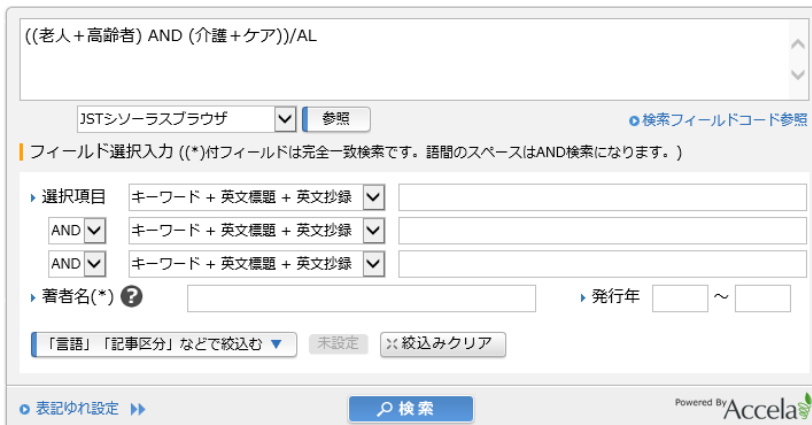 ((老人+高齢者) AND (介護+ケア))/AL
JSTシソーラスブラウザ 参照 検索フィールドコード参照
フィールド選択入力 ((*)付フィールドは完全一致検索です。語間のスペースはAND検索になります。)
選択項目 キーワード + 英文標題 + 英文抄録
AND キーワード + 英文標題 + 英文抄録
AND キーワード + 英文標題 + 英文抄録
著者名(*) ? 発行年 ～
「言語」「記事区分」などで絞込む ▼ 未設定 絞込みクリア
表記ゆれ設定 検索 Powered By Accela